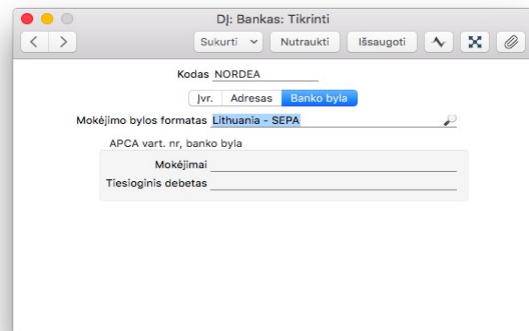 DJ: Bankas: Tikrinti
Sukurti Nutraukti Išsaugoti
Kodas NORDEA
Įvr. Adresas Banko byla
Mokėjimo bylos formatas Lithuania - SEPA
APCA vart. nr, banko byla
Mokėjimai
Tiesioginis debetas